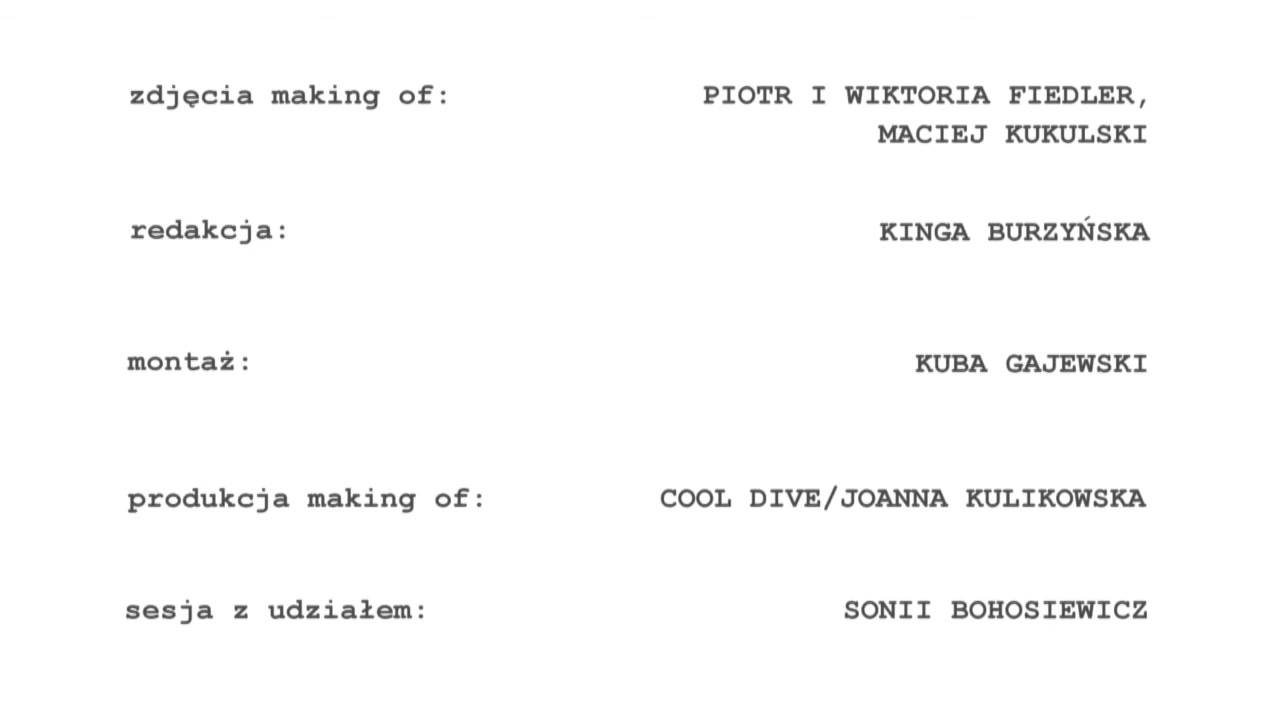 zdjęcia making of: PIOTR I WIKTORIA FIEDLER,
MACIEJ KUKULSKI
redakcja: KINGA BURZYŃSKA
montaż: KUBA GAJEWSKI
produkcja making of: COOL DIVE/JOANNA KULIKOWSKA
sesja z udziałem: SONII BOHOSIEWICZ